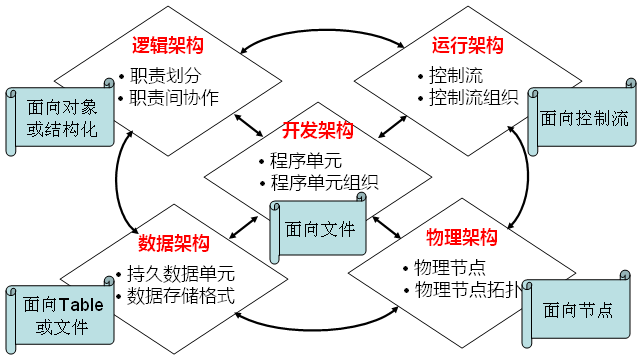 逻辑架构
• 职责划分
• 职责间协作
面向对象
或结构化
运行架构
• 控制流
• 控制流组织
面向控制流
开发架构
• 程序单元
• 程序单元组织
面向文件
数据架构
• 持久数据单元
• 数据存储格式
面向Table
或文件
物理架构
• 物理节点
• 物理节点拓扑
面向节点